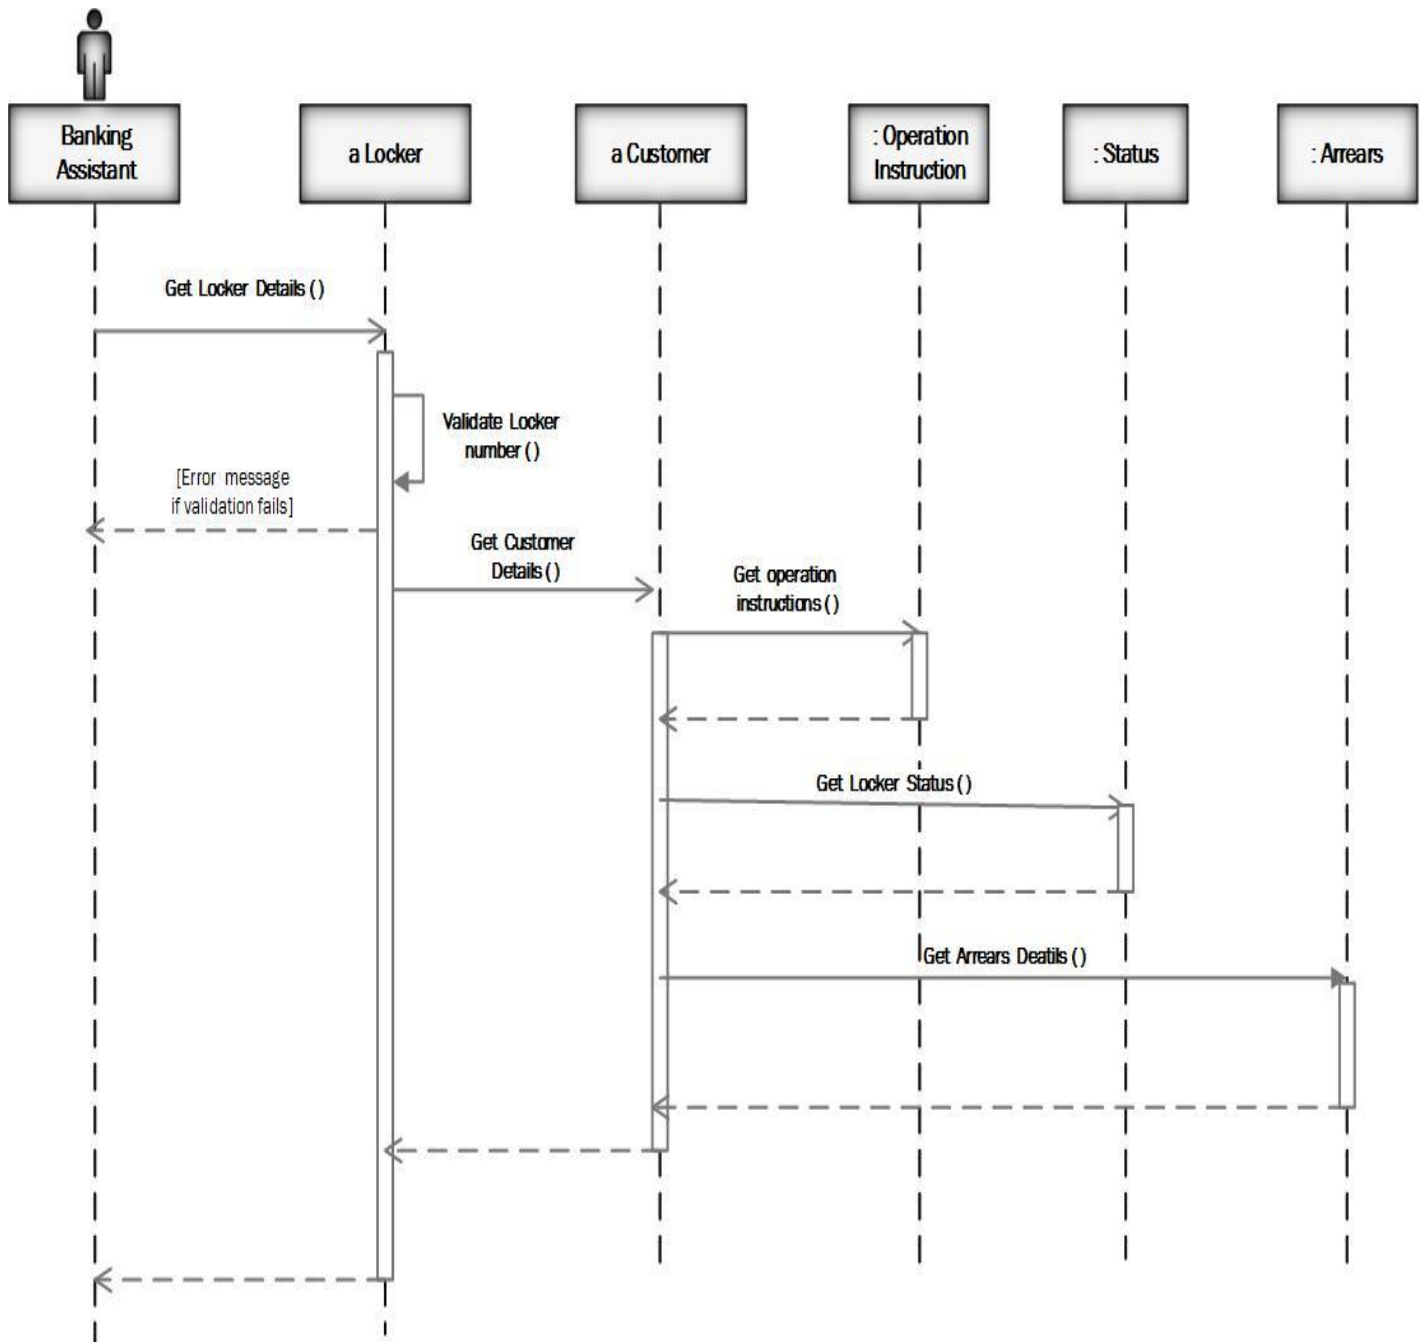 Banking
Assistant
a Locker
a Customer
: Operation
Instruction
: Status
: Arrears
Get Locker Details ( )
Validate Locker
number ( )
[Error message
if validation fails]
Get Customer
Details ( )
Get operation
instructions ( )
Get Locker Status ( )
Get Arrears Deatils ( )